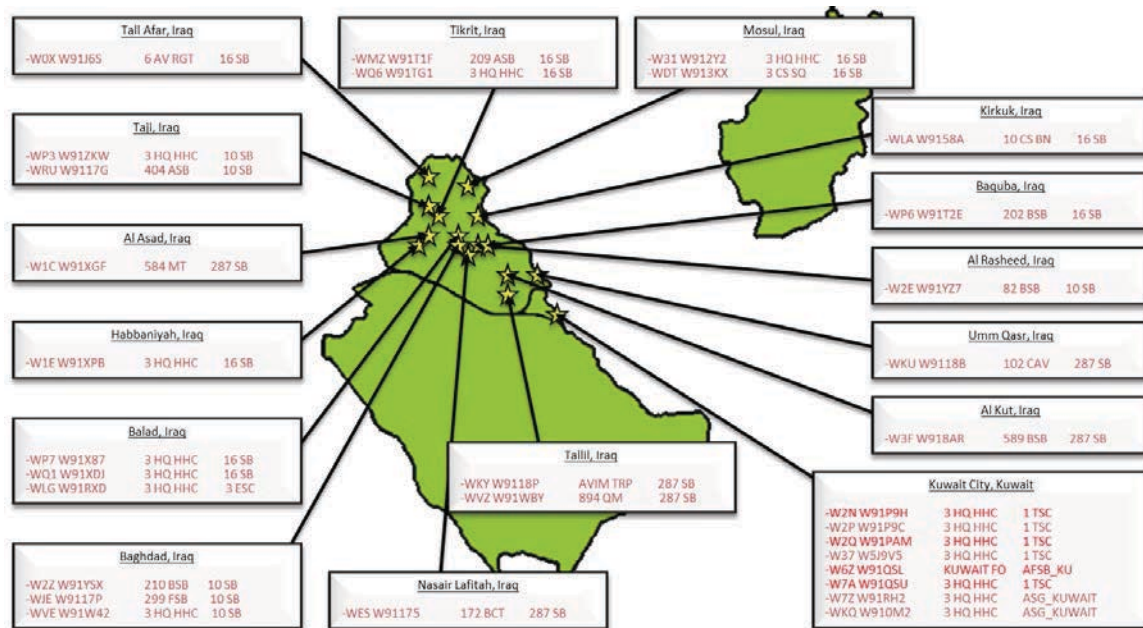 Tall Afar, Iraq
-W0X W91J6S 6 AV RGT 16 SB
Tikrit, Iraq
-WMZ W91T1F 209 ASB 16 SB
-WQ6 W91TG1 3 HQ HHC 16 SB
Mosul, Iraq
-W31 W912Y2 3 HQ HHC 16 SB
-WDT W913KX 3 CS SQ 16 SB
Taji, Iraq
-WP3 W91ZKW 3 HQ HHC 10 SB
-WRU W9117G 404 ASB 10 SB
Kirkuk, Iraq
-WLA W9158A 10 CS BN 16 SB
Baquba, Iraq
-WP6 W91T2E 202 BSB 16 SB
Al Asad, Iraq
-W1C W91XGF 584 MT 287 SB
Al Rasheed, Iraq
-W2E W91YZ7 82 BSB 10 SB
Habbaniyah, Iraq
-W1E W91XPB 3 HQ HHC 16 SB
Umm Qasr, Iraq
-WKU W9118B 102 CAV 287 SB
Al Kut, Iraq
-W3F W918AR 589 BSB 287 SB
Balad, Iraq
-WP7 W91X87 3 HQ HHC 16 SB
-WQ1 W91XDJ 3 HQ HHC 16 SB
-WLG W91RXD 3 HQ HHC 3 ESC
Tallil, Iraq
-WKY W9118P AVIM TRP 287 SB
-WVZ W91WBY 894 QM 287 SB
Kuwait City, Kuwait
-W2N W91P9H 3 HQ HHC 1 TSC
-W2P W91P9C 3 HQ HHC 1 TSC
-W2Q W91PAM 3 HQ HHC 1 TSC
-W37 W5J9V5 3 HQ HHC 1 TSC
-W6Z W91QSL KUWAIT FO AFSB_KU
-W7A W91QSU 3 HQ HHC 1 TSC
-W7Z W91RH2 3 HQ HHC ASG_KUWAIT
-WKQ W910M2 3 HQ HHC ASG_KUWAIT
Baghdad, Iraq
-W2Z W91YSX 210 BSB 10 SB
-WJE W9117P 299 FSB 10 SB
-WVE W91W42 3 HQ HHC 10 SB
Nasair Lafitah, Iraq
-WES W91175 172 BCT 287 SB